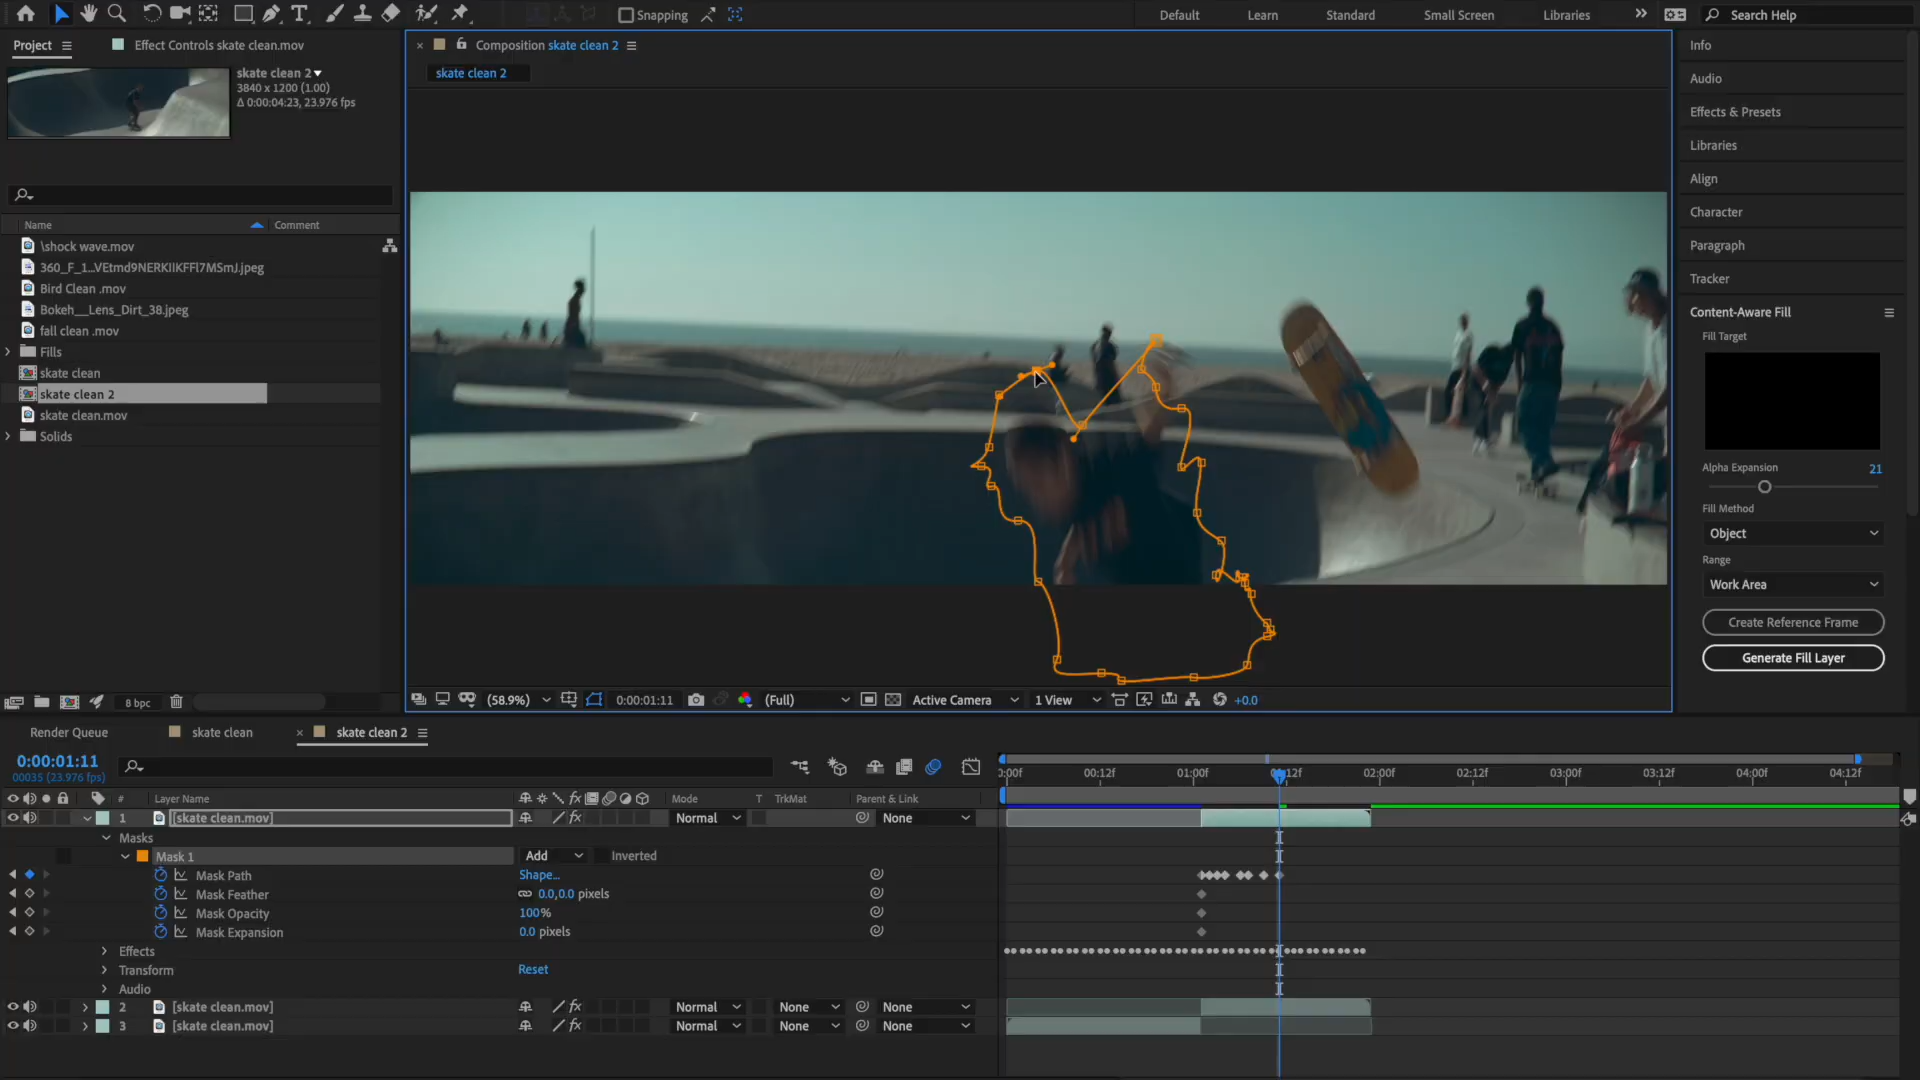 Snapping
Default
Learn
Standard
Small Screen
Libraries
Search Help
Project
Effect Controls skate clean.mov
Composition skate clean 2
skate clean 2
skate clean 2
3840 x 1200 (1.00)
Δ 0:00:04:23, 23.976 fps
Name
Comment
\shock wave.mov
360_F_1...VEtmd9NERKIIKFFl7MSmJ.jpeg
Bird Clean .mov
Bokeh__Lens_Dirt_38.jpeg
fall clean .mov
Fills
skate clean
skate clean 2
skate clean.mov
Solids
8 bpc
(58.9%)
0:00:01:11
(Full)
Active Camera
1 View
+0.0
Info
Audio
Effects & Presets
Libraries
Align
Character
Paragraph
Tracker
Content-Aware Fill
Fill Target
Alpha Expansion
21
Fill Method
Object
Range
Work Area
Create Reference Frame
Generate Fill Layer
Render Queue
skate clean
skate clean 2
0:00:01:11
00035 (23.976 fps)
# Layer Name
Mode
T TrkMat
Parent & Link
1 [skate clean.mov] Normal None
Masks
Mask 1 Add Inverted
Mask Path Shape...
Mask Feather 0.0,0.0 pixels
Mask Opacity 100%
Mask Expansion 0.0 pixels
Effects
Transform Reset
Audio
2 [skate clean.mov] Normal None None
3 [skate clean.mov] Normal None None
00:12f 01:00f 02:00f 02:12f 03:00f 03:12f 04:00f 04:12f